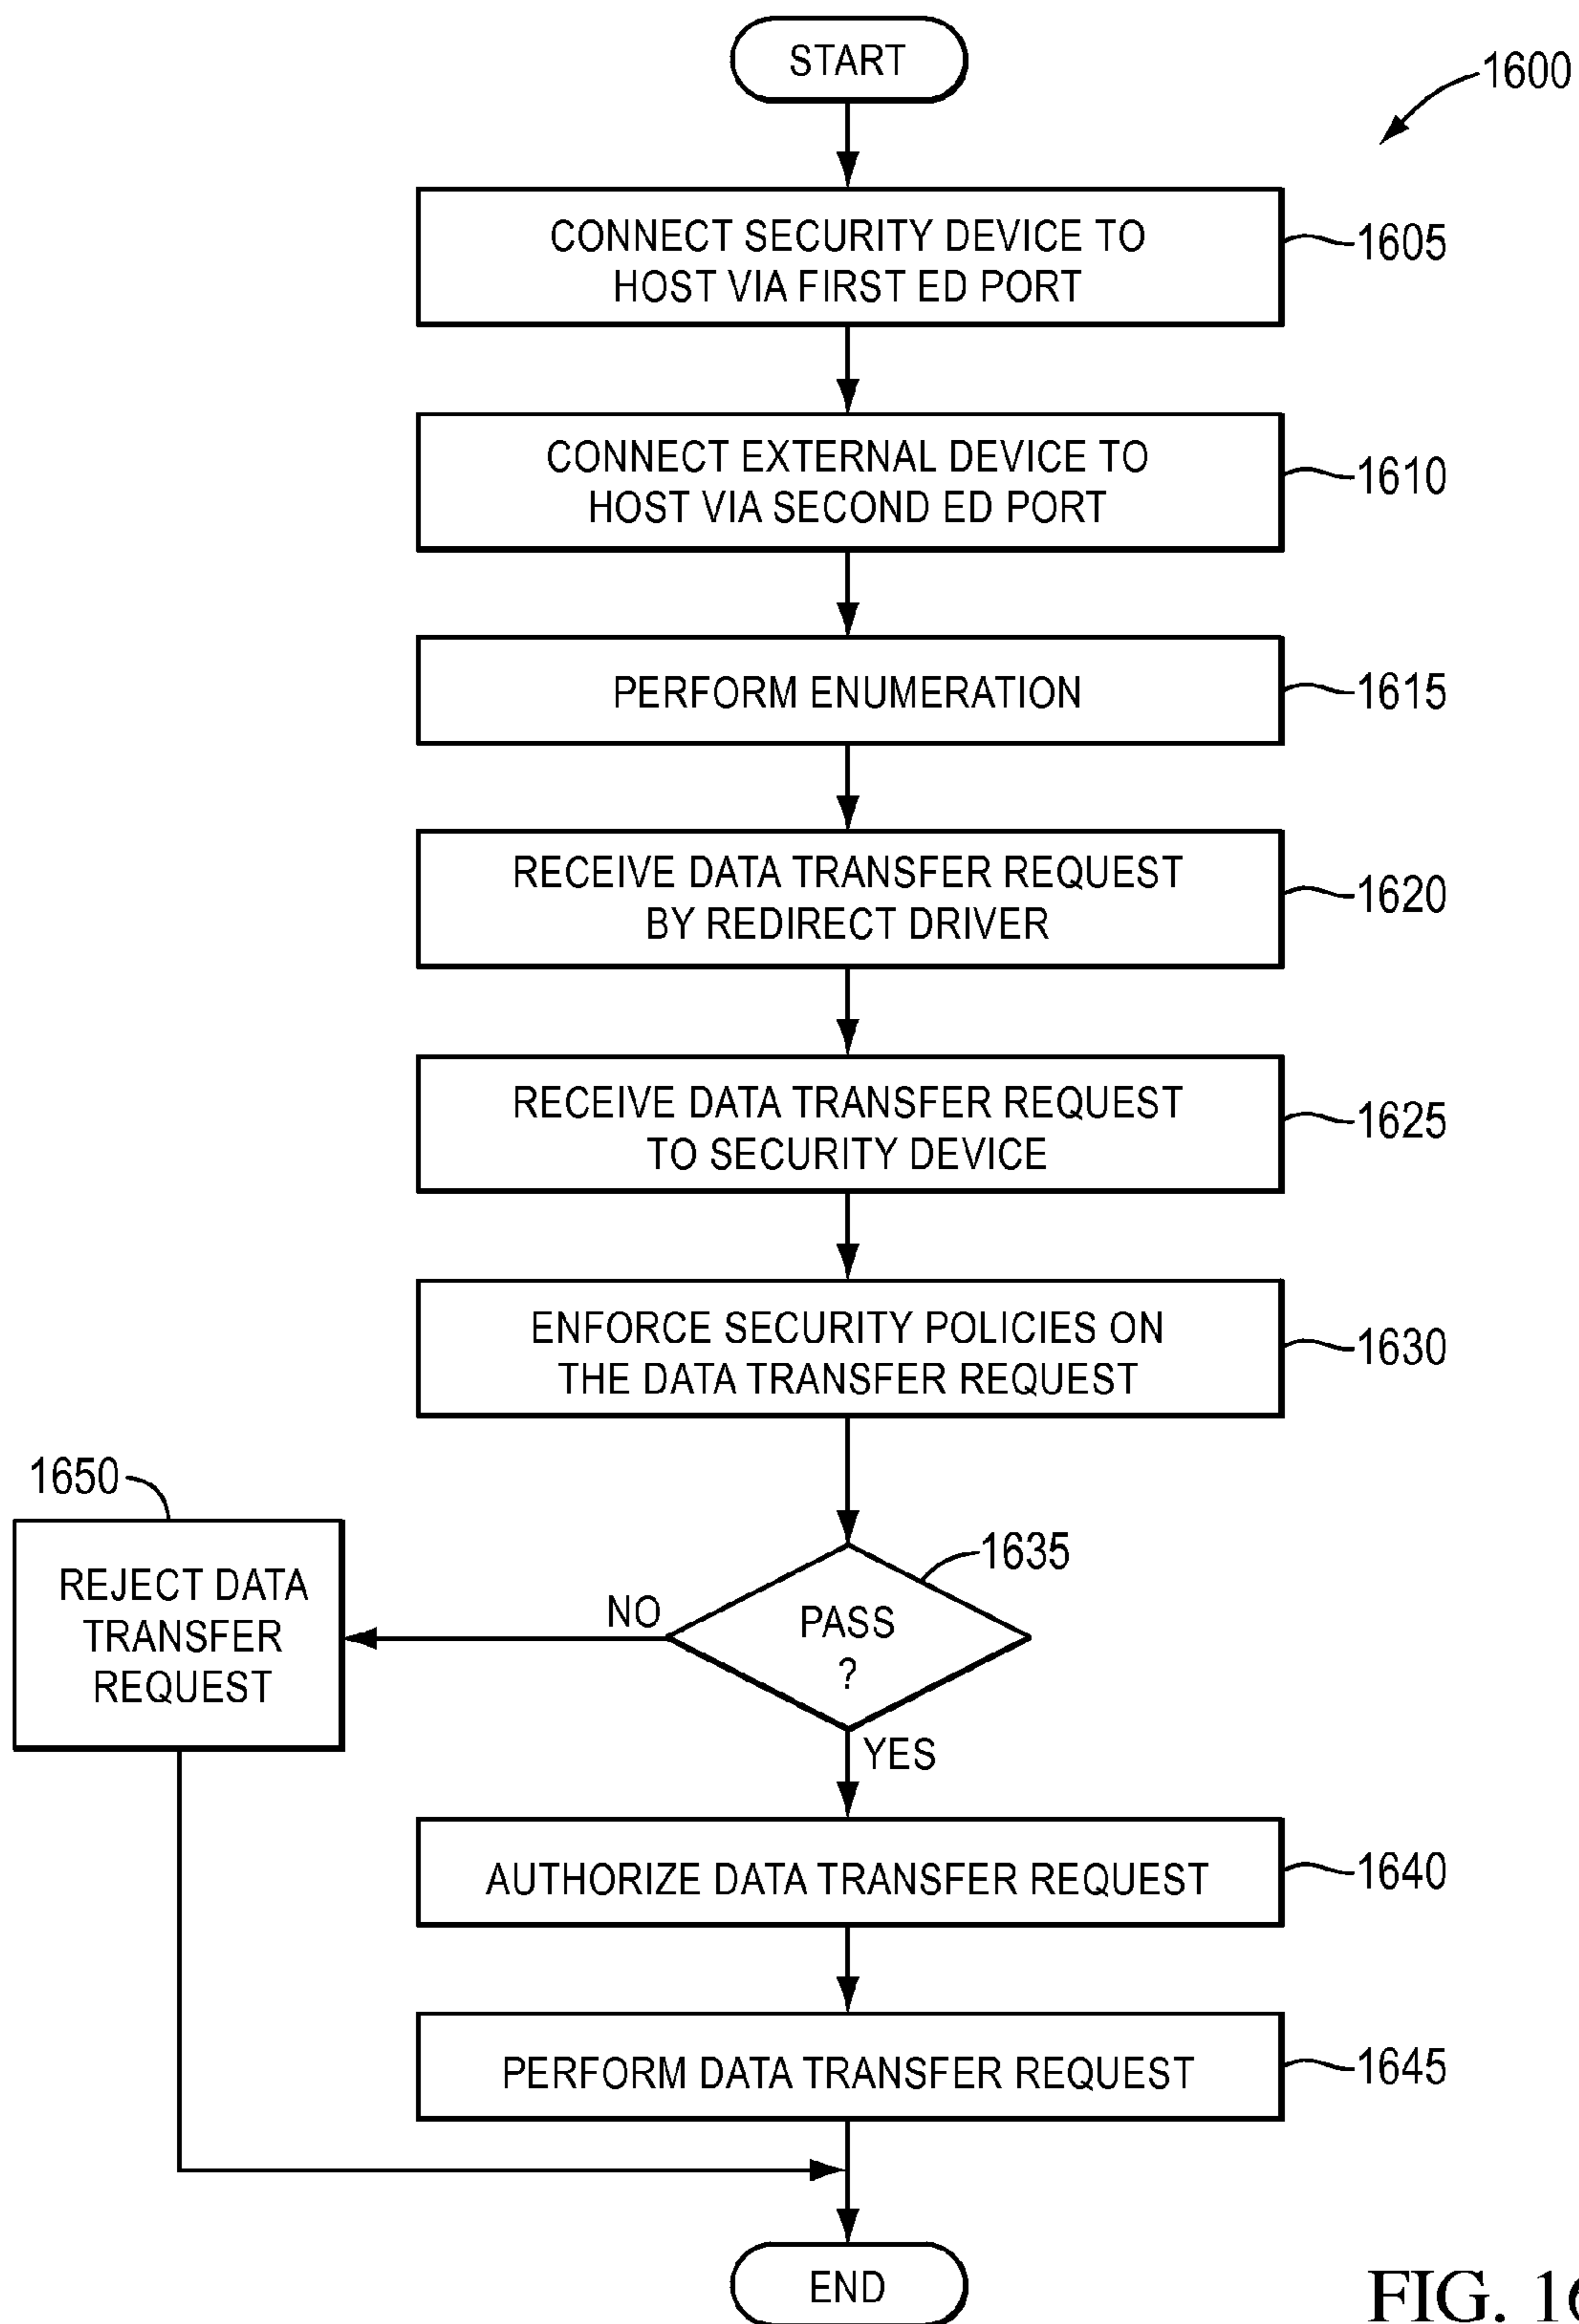 START
1600
CONNECT SECURITY DEVICE TO
HOST VIA FIRST ED PORT
1605
CONNECT EXTERNAL DEVICE TO
HOST VIA SECOND ED PORT
1610
PERFORM ENUMERATION
1615
RECEIVE DATA TRANSFER REQUEST
BY REDIRECT DRIVER
1620
RECEIVE DATA TRANSFER REQUEST
TO SECURITY DEVICE
1625
ENFORCE SECURITY POLICIES ON
THE DATA TRANSFER REQUEST
1630
1650
REJECT DATA
TRANSFER
REQUEST
NO
1635
PASS
?
YES
AUTHORIZE DATA TRANSFER REQUEST
1640
PERFORM DATA TRANSFER REQUEST
1645
END
FIG. 16